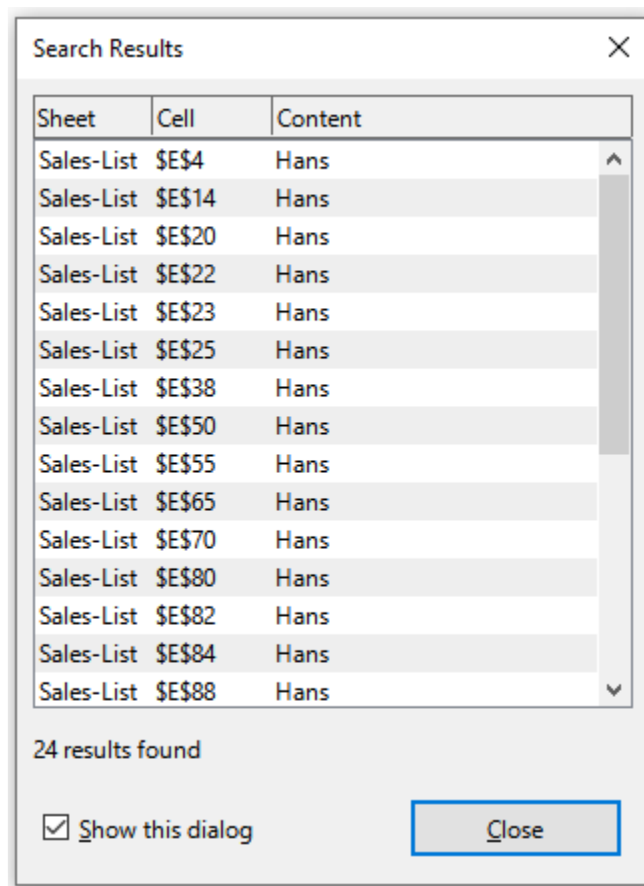 Search Results
Sheet Cell Content
Sales-List $E$4 Hans
Sales-List $E$14 Hans
Sales-List $E$20 Hans
Sales-List $E$22 Hans
Sales-List $E$23 Hans
Sales-List $E$25 Hans
Sales-List $E$38 Hans
Sales-List $E$50 Hans
Sales-List $E$55 Hans
Sales-List $E$65 Hans
Sales-List $E$70 Hans
Sales-List $E$80 Hans
Sales-List $E$82 Hans
Sales-List $E$84 Hans
Sales-List $E$88 Hans
24 results found
Show this dialog Close